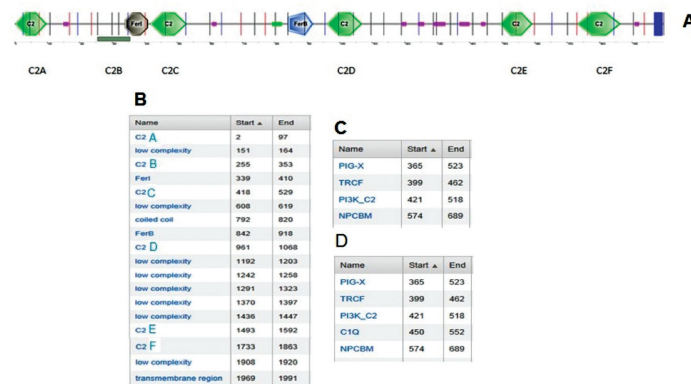 A
C2
FerI
C2
FerB
C2
C2
C2
C2A C2B C2C C2D C2E C2F
B
Name Start ▲ End
C2 A 2 97
low complexity 151 164
C2 B 255 353
FerI 339 410
C2 C 418 529
low complexity 608 619
coiled coil 792 820
FerB 842 918
C2 D 961 1068
low complexity 1192 1203
low complexity 1242 1258
low complexity 1291 1323
low complexity 1370 1397
low complexity 1436 1447
C2 E 1493 1592
C2 F 1733 1863
low complexity 1908 1920
transmembrane region 1969 1991
C
Name Start ▲ End
PIG-X 365 523
TRCF 399 462
PI3K_C2 421 518
NPCBM 574 689
D
Name Start ▲ End
PIG-X 365 523
TRCF 399 462
PI3K_C2 421 518
C1Q 450 552
NPCBM 574 689